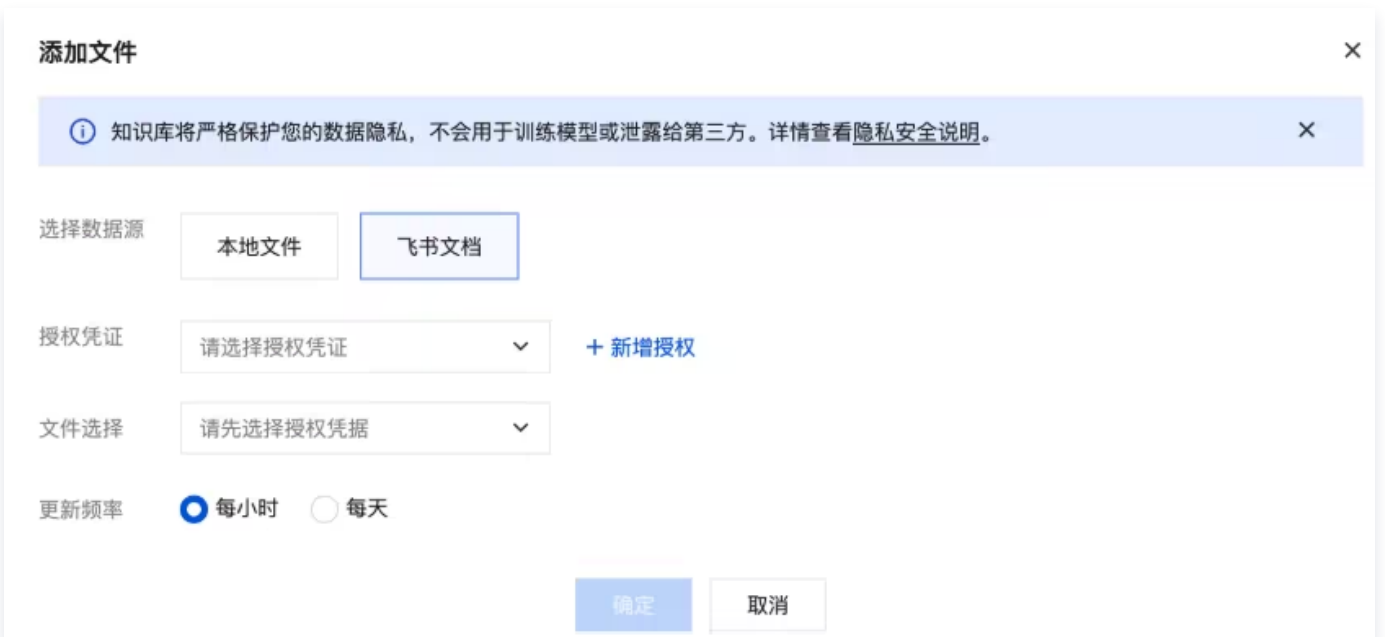 添加文件
知识库将严格保护您的数据隐私，不会用于训练模型或泄露给第三方。详情查看隐私安全说明。
选择数据源 本地文件 飞书文档
授权凭证 请选择授权凭证 + 新增授权
文件选择 请先选择授权凭据
更新频率 每小时 每天
确定 取消